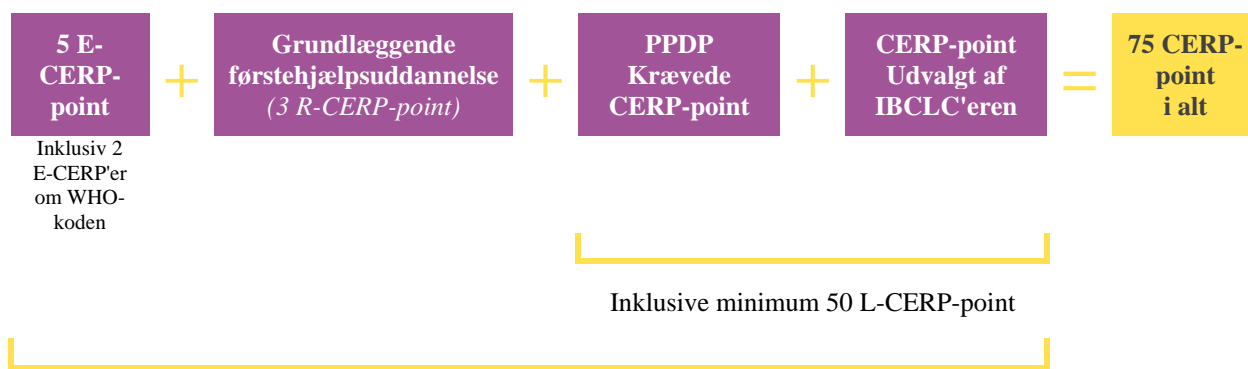 5 E-
CERP-
point
+
Grundlæggende
førstehjælpsuddannelse
(3 R-CERP-point)
+
PPDP
Krævede
CERP-point
+
CERP-point
Udvalgt af
IBCLC'eren
=
75 CERP-
point
i alt
Inklusiv 2
E-CERP'er
om WHO-
koden
Inklusive minimum 50 L-CERP-point